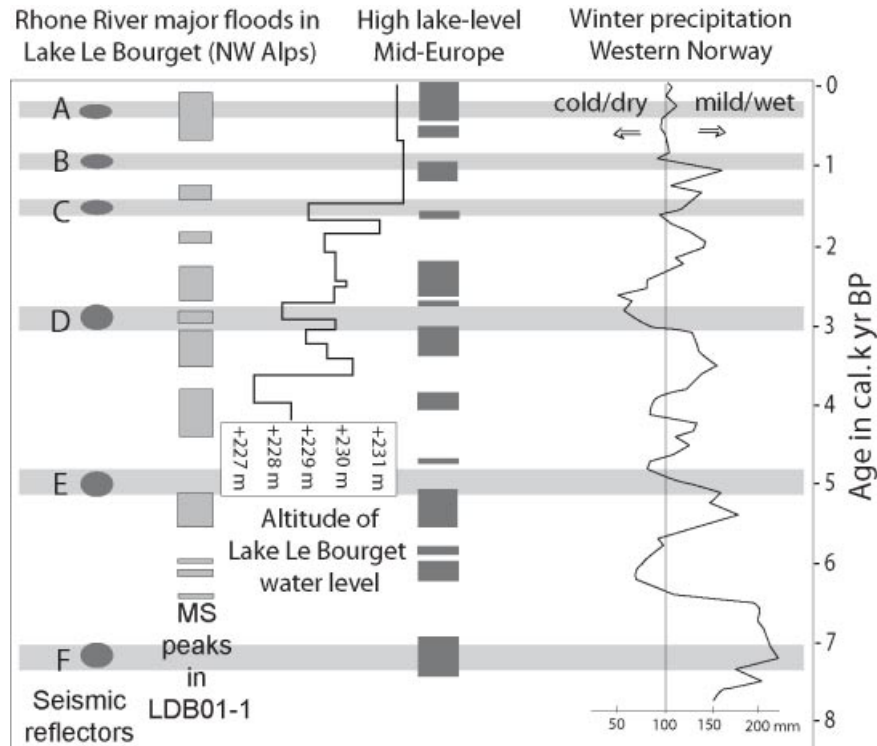 Rhone River major floods in
Lake Le Bourget (NW Alps)
High lake-level
Mid-Europe
Winter precipitation
Western Norway
cold/dry
mild/wet
A
B
C
D
E
F
+227 m
+228 m
+229 m
+230 m
+231 m
Altitude of
Lake Le Bourget
water level
MS
peaks
in
LDB01-1
Seismic
reflectors
50
100
150
200 mm
0
1
2
3
4
5
6
7
8
Age in cal. k yr BP